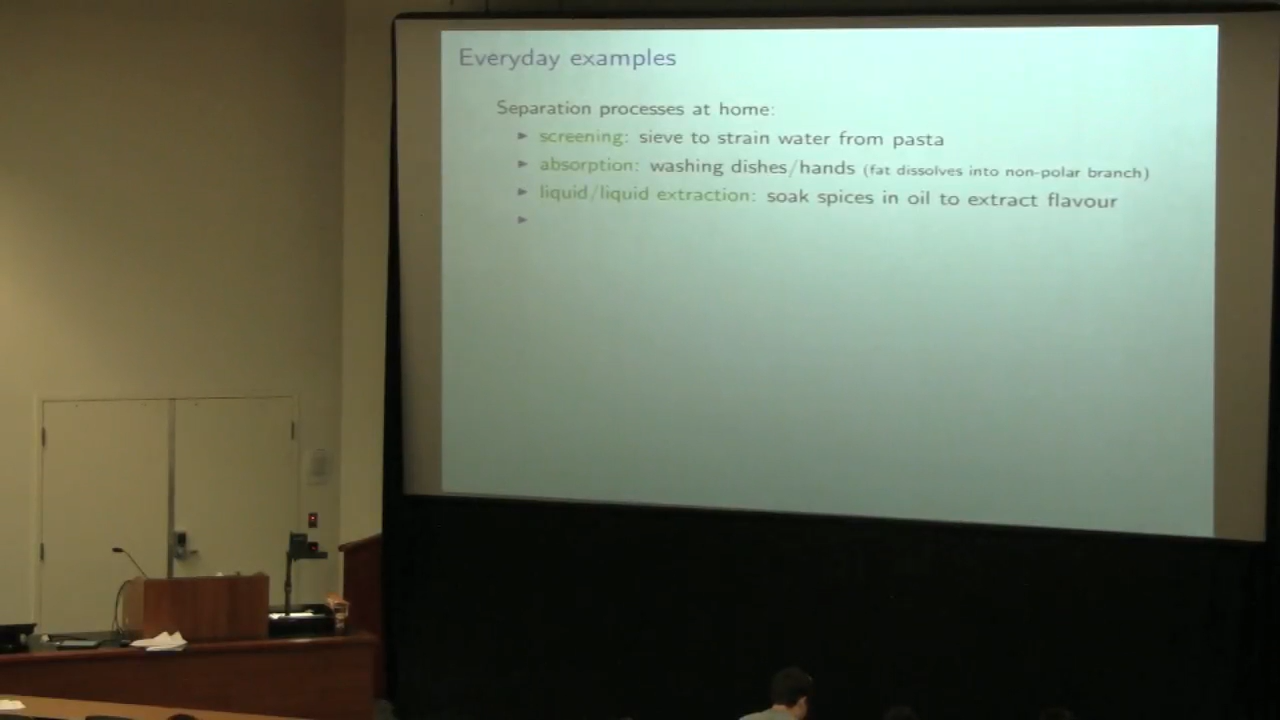 Everyday examples
Separation processes at home:
► screening: sieve to strain water from pasta
► absorption: washing dishes/hands (fat dissolves into non-polar branch)
► liquid/liquid extraction: soak spices in oil to extract flavour
►